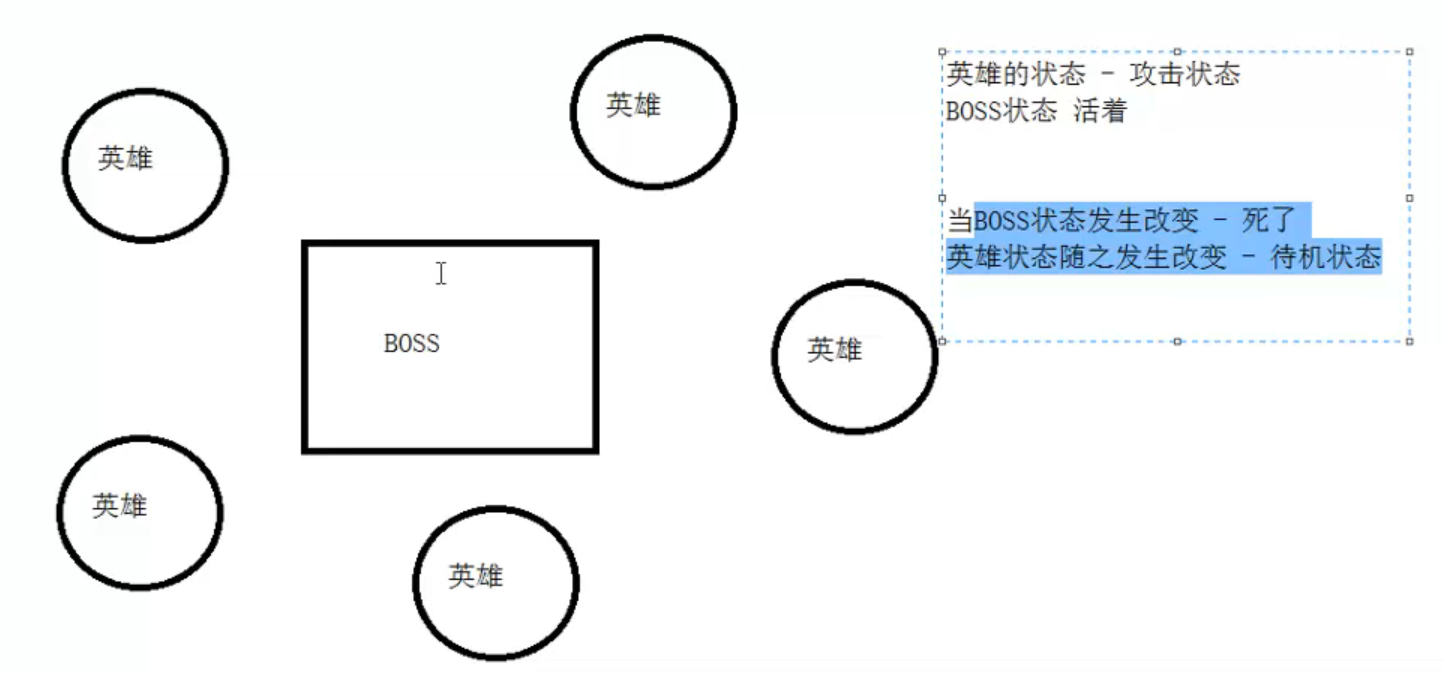 英雄
英雄
英雄的状态 - 攻击状态
BOSS状态 活着
当BOSS状态发生改变 - 死了
英雄状态随之发生改变 - 待机状态
BOSS
英雄
英雄
英雄